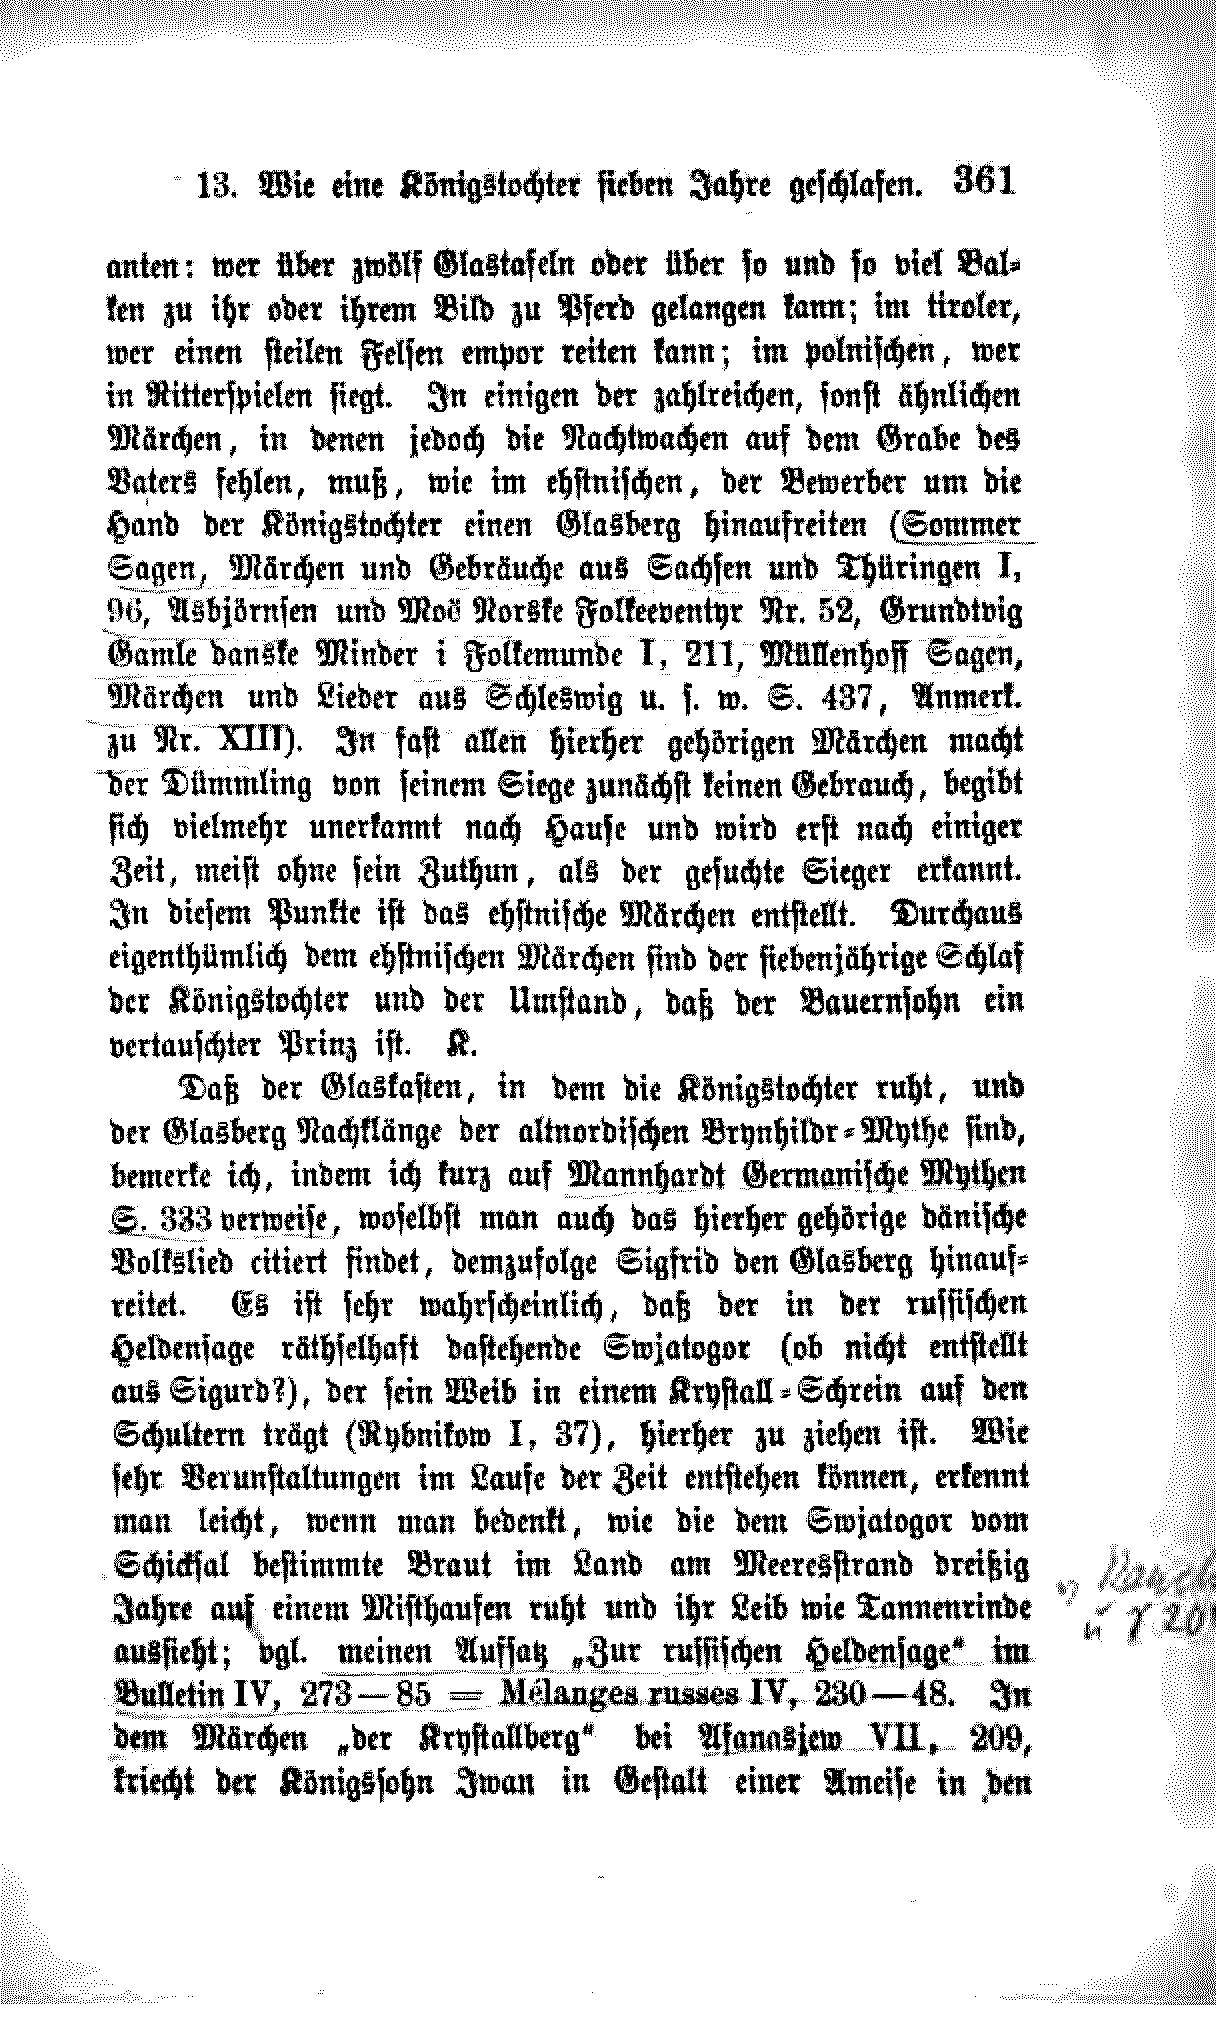 13. Wie eine Königstochter sieben Jahre geschlafen. 361
anten: wer über zwölf Glastafeln oder über so und so viel Bal-
ken zu ihr oder ihrem Bild zu Pferd gelangen kann; im tiroler,
wer einen steilen Felsen empor reiten kann; im polnischen, wer
in Ritterspielen siegt. In einigen der zahlreichen, sonst ähnlichen
Märchen, in denen jedoch die Nachtwachen auf dem Grabe des
Vaters fehlen, muß, wie im ehstnischen, der Bewerber um die
Hand der Königstochter einen Glasberg hinaufreiten (Sommer
Sagen, Märchen und Gebräuche aus Sachsen und Thüringen I,
96, Asbjörnsen und Moö Norske Folkeeventyr Nr. 52, Grundtvig
Gamle danske Minder i Folkemunde I, 211, Müllenhoff Sagen,
Märchen und Lieder aus Schleswig u. s. w. S. 437, Anmerk.
zu Nr. XIII). In fast allen hierher gehörigen Märchen macht
der Dümmling von seinem Siege zunächst keinen Gebrauch, begibt
sich vielmehr unerkannt nach Hause und wird erst nach einiger
Zeit, meist ohne sein Zuthun, als der gesuchte Sieger erkannt.
In diesem Punkte ist das ehstnische Märchen entstellt. Durchaus
eigenthümlich dem ehstnischen Märchen sind der siebenjährige Schlaf
der Königstochter und der Umstand, daß der Bauernsohn ein
vertauschter Prinz ist. K.
Daß der Glaskasten, in dem die Königstochter ruht, und
der Glasberg Nachklänge der altnordischen Brynhildr-Mythe sind,
bemerke ich, indem ich kurz auf Mannhardt Germanische Mythen
S. 333 verweise, woselbst man auch das hierher gehörige dänische
Volkslied citiert findet, demzufolge Sigfrid den Glasberg hinauf-
reitet. Es ist sehr wahrscheinlich, daß der in der russischen
Heldensage räthselhaft dastehende Swjatogor (ob nicht entstellt
aus Sigurd?), der sein Weib in einem Krystall-Schrein auf den
Schultern trägt (Rybnikow I, 37), hierher zu ziehen ist. Wie
sehr Verunstaltungen im Laufe der Zeit entstehen können, erkennt
man leicht, wenn man bedenkt, wie die dem Swjatogor vom
Schicksal bestimmte Braut im Land am Meeresstrand dreißig
Jahre auf einem Misthaufen ruht und ihr Leib wie Tannenrinde
aussieht; vgl. meinen Aufsatz „Zur russischen Heldensage“ im
Bulletin IV, 273—85 = Mélanges russes IV, 230—48. In
dem Märchen „der Krystallberg“ bei Afanasjew VII, 209,
kriecht der Königssohn Iwan in Gestalt einer Ameise in den